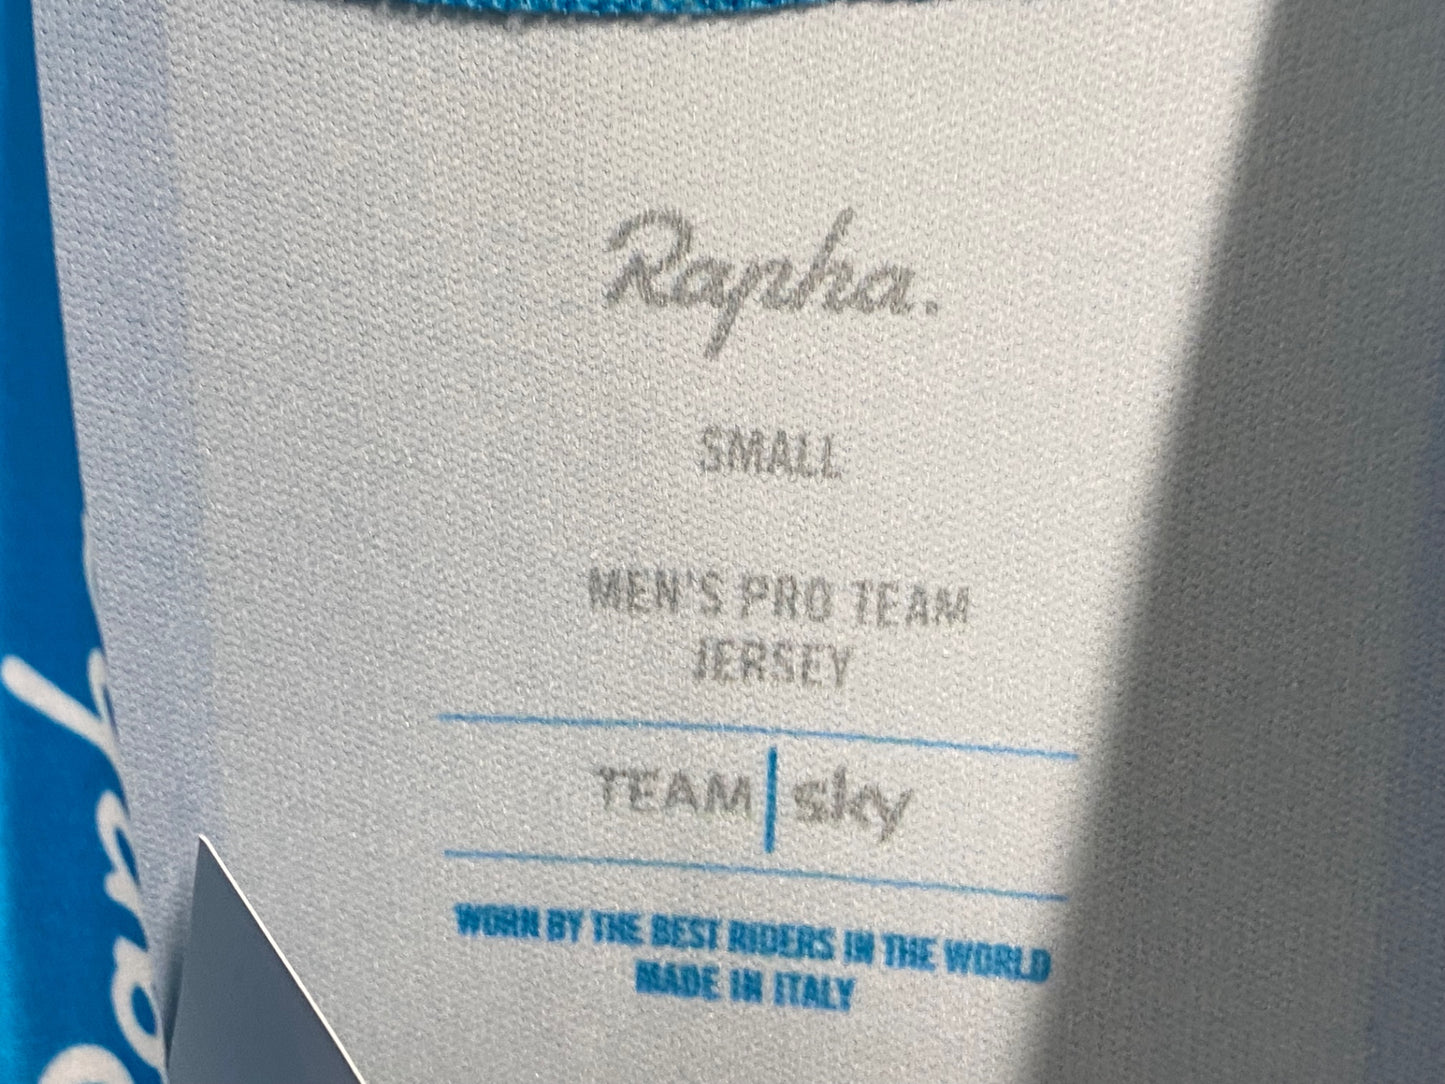 Rapha.
SMALL
MEN'S PRO TEAM
JERSEY
TEAM sky
WORN BY THE BEST RIDERS IN THE WORLD
MADE IN ITALY